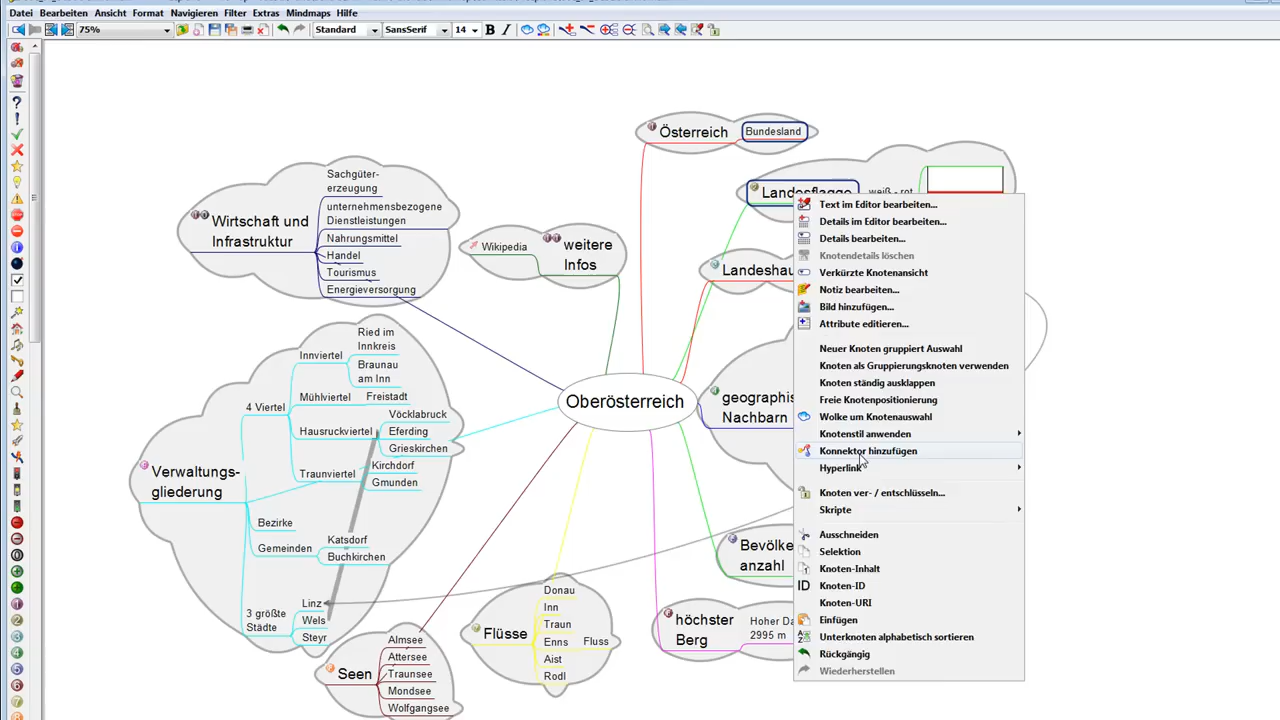 Datei Bearbeiten Ansicht Format Navigieren Filter Extras Mindmaps Hilfe
75% Standard SansSerif 14 B I
Österreich
Bundesland
Landesflagge
weiß - rot
Wirtschaft und
Infrastruktur
Sachgüter-
erzeugung
unternehmensbezogene
Dienstleistungen
Nahrungsmittel
Handel
Tourismus
Energieversorgung
Wikipedia
weitere
Infos
Landeshau
geographis
Nachbarn
Oberösterreich
Verwaltungs-
gliederung
4 Viertel
Innviertel
Ried im
Innkreis
Braunau
am Inn
Mühlviertel
Freistadt
Hausruckviertel
Vöcklabruck
Eferding
Grieskirchen
Traunviertel
Kirchdorf
Gmunden
Bezirke
Gemeinden
Katsdorf
Buchkirchen
3 größte
Städte
Linz
Wels
Steyr
Seen
Almsee
Attersee
Traunsee
Mondsee
Wolfgangsee
Flüsse
Donau
Inn
Traun
Enns
Aist
Rodl
Fluss
Bevölke
anzahl
höchster
Berg
Hoher Da
2995 m
Text im Editor bearbeiten...
Details im Editor bearbeiten...
Details bearbeiten...
Knotendetails löschen
Verkürzte Knotenansicht
Notiz bearbeiten...
Bild hinzufügen...
Attribute editieren...
Neuer Knoten gruppiert Auswahl
Knoten als Gruppierungsknoten verwenden
Knoten ständig ausklappen
Freie Knotenpositionierung
Wolke um Knotenauswahl
Knotenstil anwenden
Konnektor hinzufügen
Hyperlink
Knoten ver- / entschlüsseln...
Skripte
Ausschneiden
Selektion
Knoten-Inhalt
ID Knoten-ID
Knoten-URI
Einfügen
Unterknoten alphabetisch sortieren
Rückgängig
Wiederherstellen